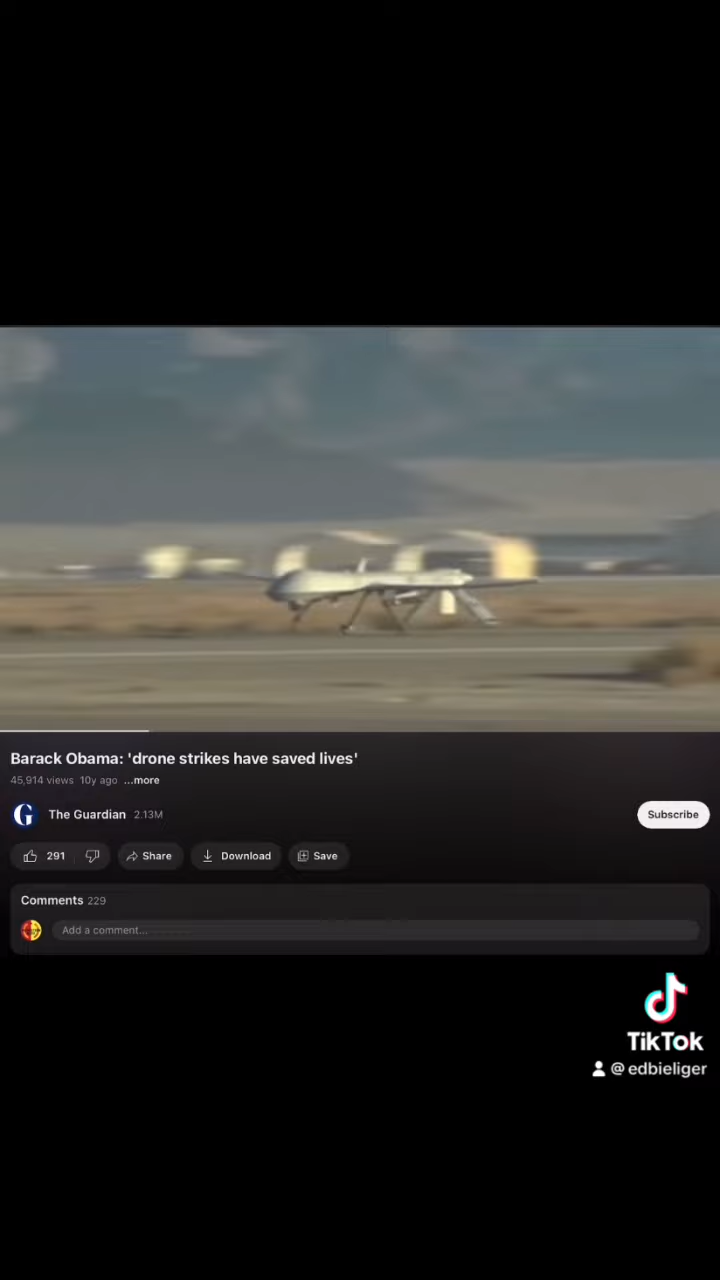 Barack Obama: 'drone strikes have saved lives'
45,914 views 10y ago ...more
G The Guardian 2.13M
Subscribe
291
Share
Download
Save
Comments 229
Add a comment...
TikTok
@edbieliger